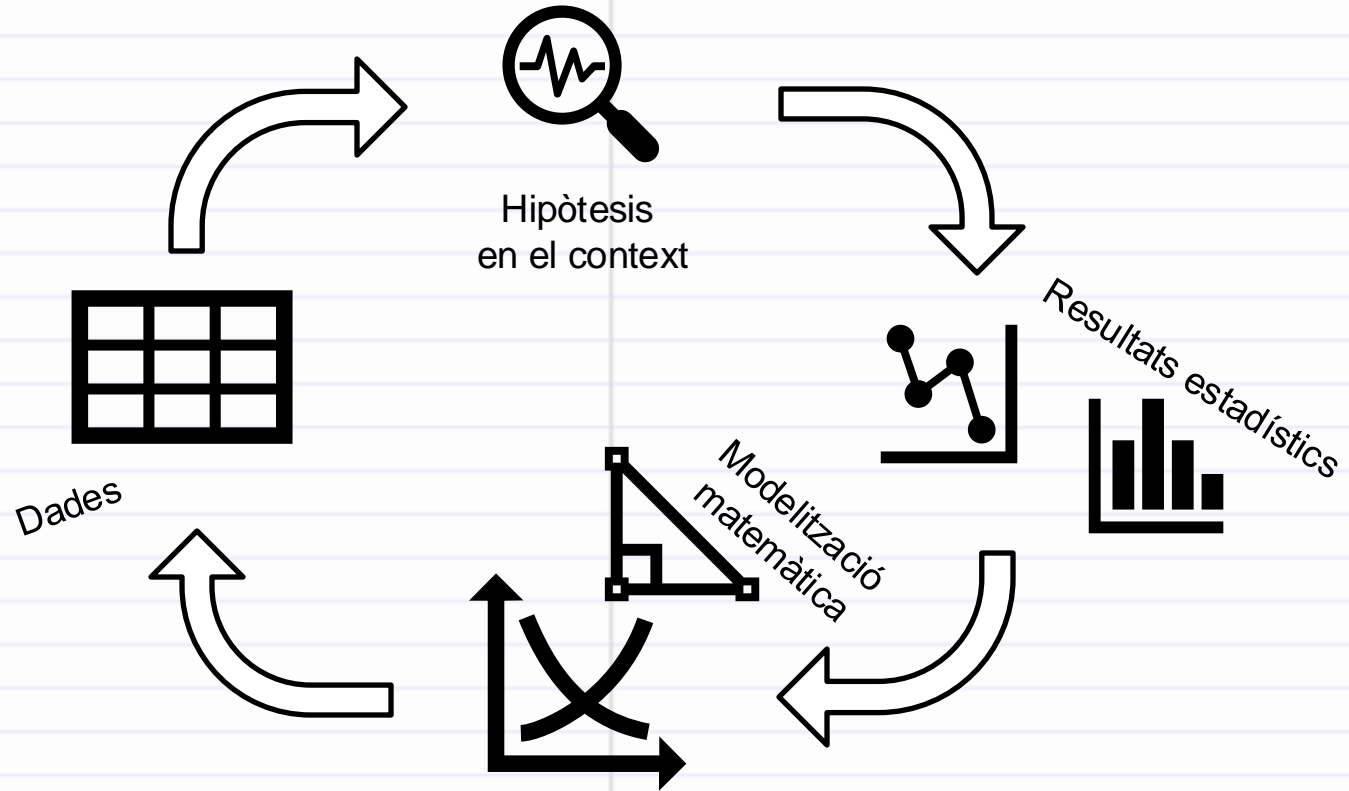 Hipòtesis
en el context
Resultats estadístics
Modelització
matemàtica
Dades